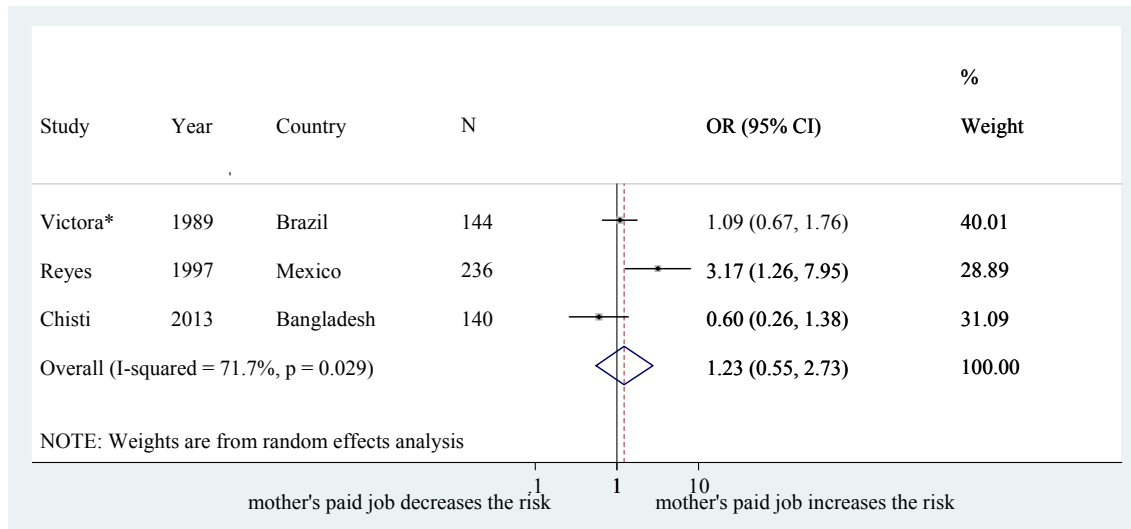 %
Study Year Country N OR (95% CI) Weight
Victora* 1989 Brazil 144 1.09 (0.67, 1.76) 40.01
Reyes 1997 Mexico 236 3.17 (1.26, 7.95) 28.89
Chisti 2013 Bangladesh 140 0.60 (0.26, 1.38) 31.09
Overall (I-squared = 71.7%, p = 0.029) 1.23 (0.55, 2.73) 100.00
NOTE: Weights are from random effects analysis
.1 1 10
mother's paid job decreases the risk mother's paid job increases the risk